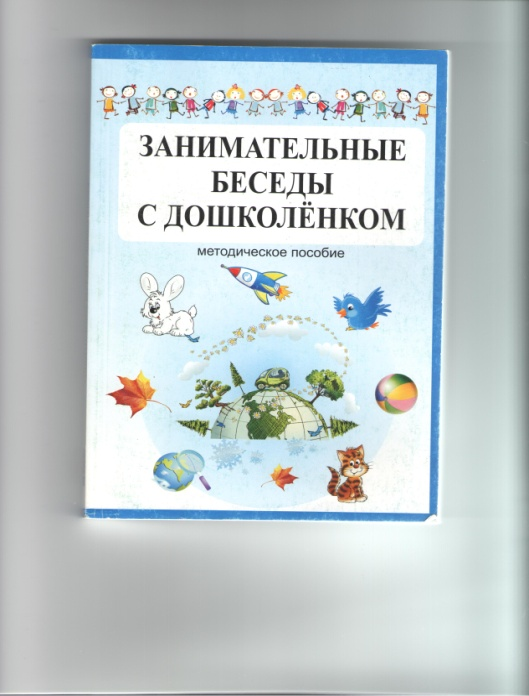 ЗАНИМАТЕЛЬНЫЕ
БЕСЕДЫ
С ДОШКОЛЁНКОМ
методическое пособие